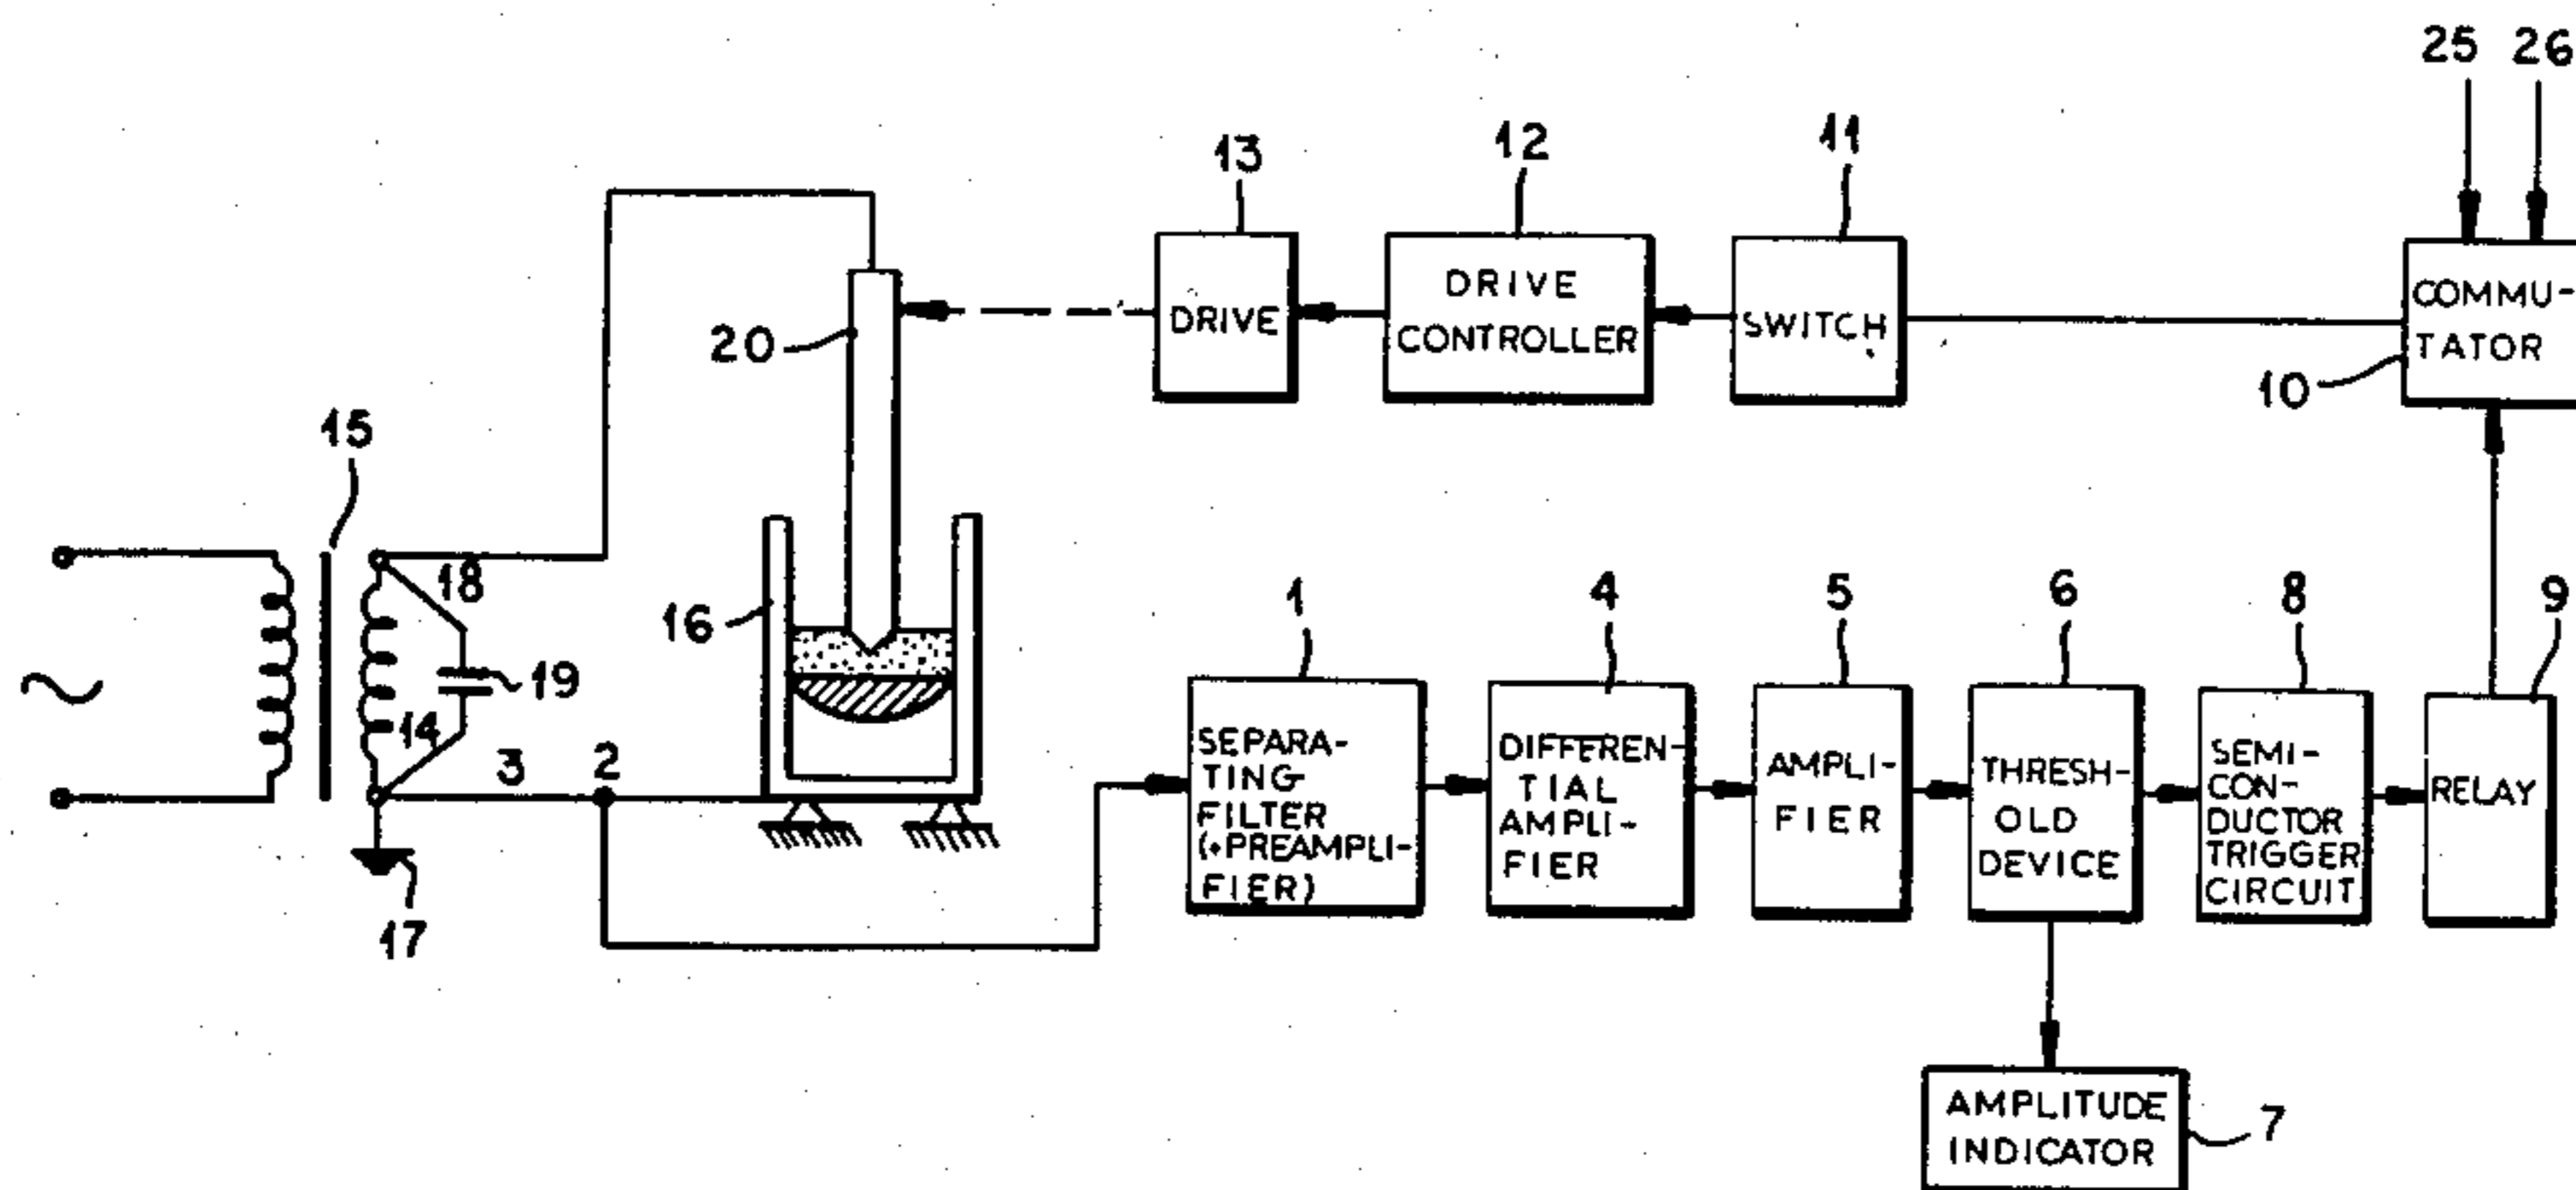 25 26
13
12
11
DRIVE
DRIVE
CONTROLLER
SWITCH
COMMU-
TATOR
10
20
15
18
16
19
14
3
2
17
1
4
5
6
8
9
SEPARA-
TING
FILTER
(+PREAMPLI-
FIER)
DIFFEREN-
TIAL
AMPLI-
FIER
AMPLI-
FIER
THRESH-
OLD
DEVICE
SEMI-
CON-
DUCTOR
TRIGGER
CIRCUIT
RELAY
AMPLITUDE
INDICATOR
7